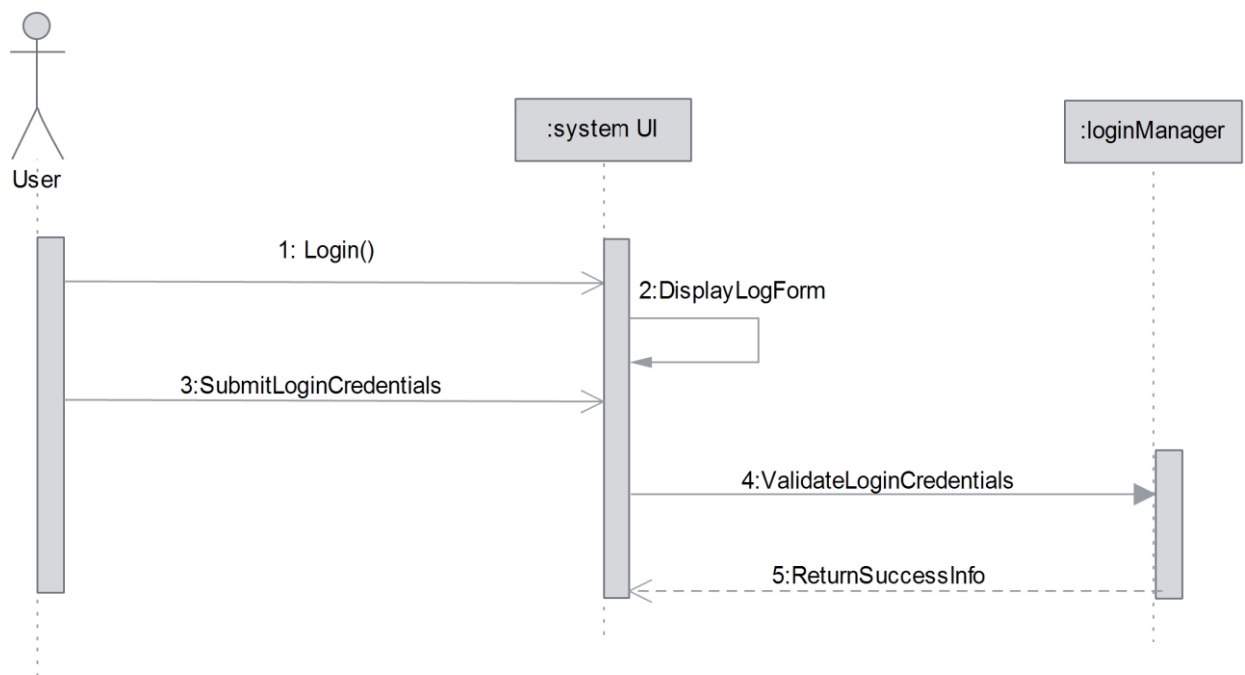 User
:system UI
:loginManager
1: Login()
2:DisplayLogForm
3:SubmitLoginCredentials
4:ValidateLoginCredentials
5:ReturnSuccessInfo